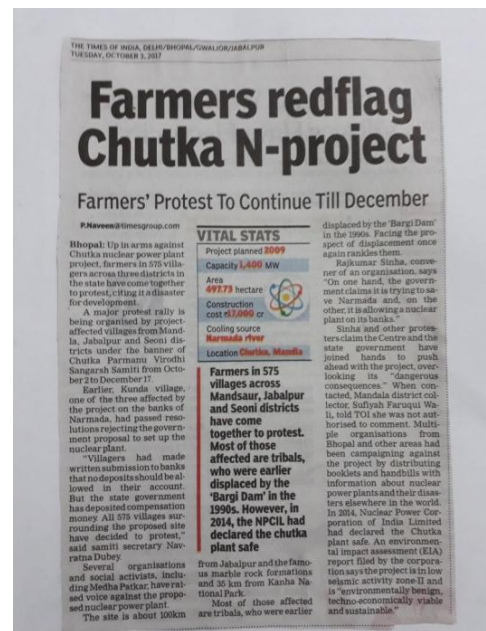 THE TIMES OF INDIA, DELHI/BHOPAL/GWALIOR/JABALPUR
TUESDAY, OCTOBER 3, 2017
Farmers redflag
Chutka N-project
Farmers' Protest To Continue Till December
P.Naveen@timesgroup.com
Bhopal: Up in arms against
Chutka nuclear power plant
project, farmers in 575 villa-
gers across three districts in
the state have come together
to protest, citing it a disaster
for development.
A major protest rally is
being organised by project-
affected villages from Mand-
la, Jabalpur and Seoni dis-
tricts under the banner of
Chutka Parmanu Virodhi
Sangarsh Samiti from Octo-
ber 2 to December 17.
Earlier, Kunda village,
one of the three affected by
the project on the banks of
Narmada, had passed reso-
lutions rejecting the govern-
ment proposal to set up the
nuclear plant.
"Villagers had made
written submission to banks
that no deposits should be al-
lowed in their account.
But the state government
has deposited compensation
money. All 575 villages sur-
rounding the proposed site
have decided to protest,"
said samiti secretary Nav-
ratna Dubey.
Several organisations
and social activists, inclu-
ding Medha Patkar, have rai-
sed voice against the propo-
sed nuclear power plant.
The site is about 100km
VITAL STATS
Project planned 2009
Capacity 1,400 MW
Area
497.73 hectare
Construction
cost ₹17,000 cr
Cooling source
Narmada river
Location Chutka, Mandla
Farmers in 575
villages across
Mandsaur, Jabalpur
and Seoni districts
have come
together to protest.
Most of those
affected are tribals,
who were earlier
displaced by the
'Bargi Dam' in the
1990s. However, in
2014, the NPCIL had
declared the chutka
plant safe
from Jabalpur and the famo-
us marble rock formations
and 35 km from Kanha Na-
tional Park.
Most of those affected
are tribals, who were earlier
displaced by the 'Bargi Dam'
in the 1990s. Facing the pro-
spect of displacement once
again rankles them.
Rajkumar Sinha, conve-
ner of an organisation, says
"On one hand, the govern-
ment claims it is trying to sa-
ve Narmada and, on the
other, it is allowing a nuclear
plant on its banks."
Sinha and other protes-
ters claim the Centre and the
state government have
joined hands to push
ahead with the project, over-
looking its "dangerous
consequences." When con-
tacted, Mandala district col-
lector, Sufiyah Faruqui Wa-
li, told TOI she was not aut-
horised to comment. Multi-
ple organisations from
Bhopal and other areas had
been campaigning against
the project by distributing
booklets and handbills with
information about nuclear
power plants and their disas-
ters elsewhere in the world.
In 2014, Nuclear Power Cor-
poration of India Limited
had declared the Chutka
plant safe. An environmen-
tal impact assessment (EIA)
report filed by the corpora-
tion says the project is in low
seismic activity zone-II and
is "environmentally benign,
techno-economically viable
and sustainable."